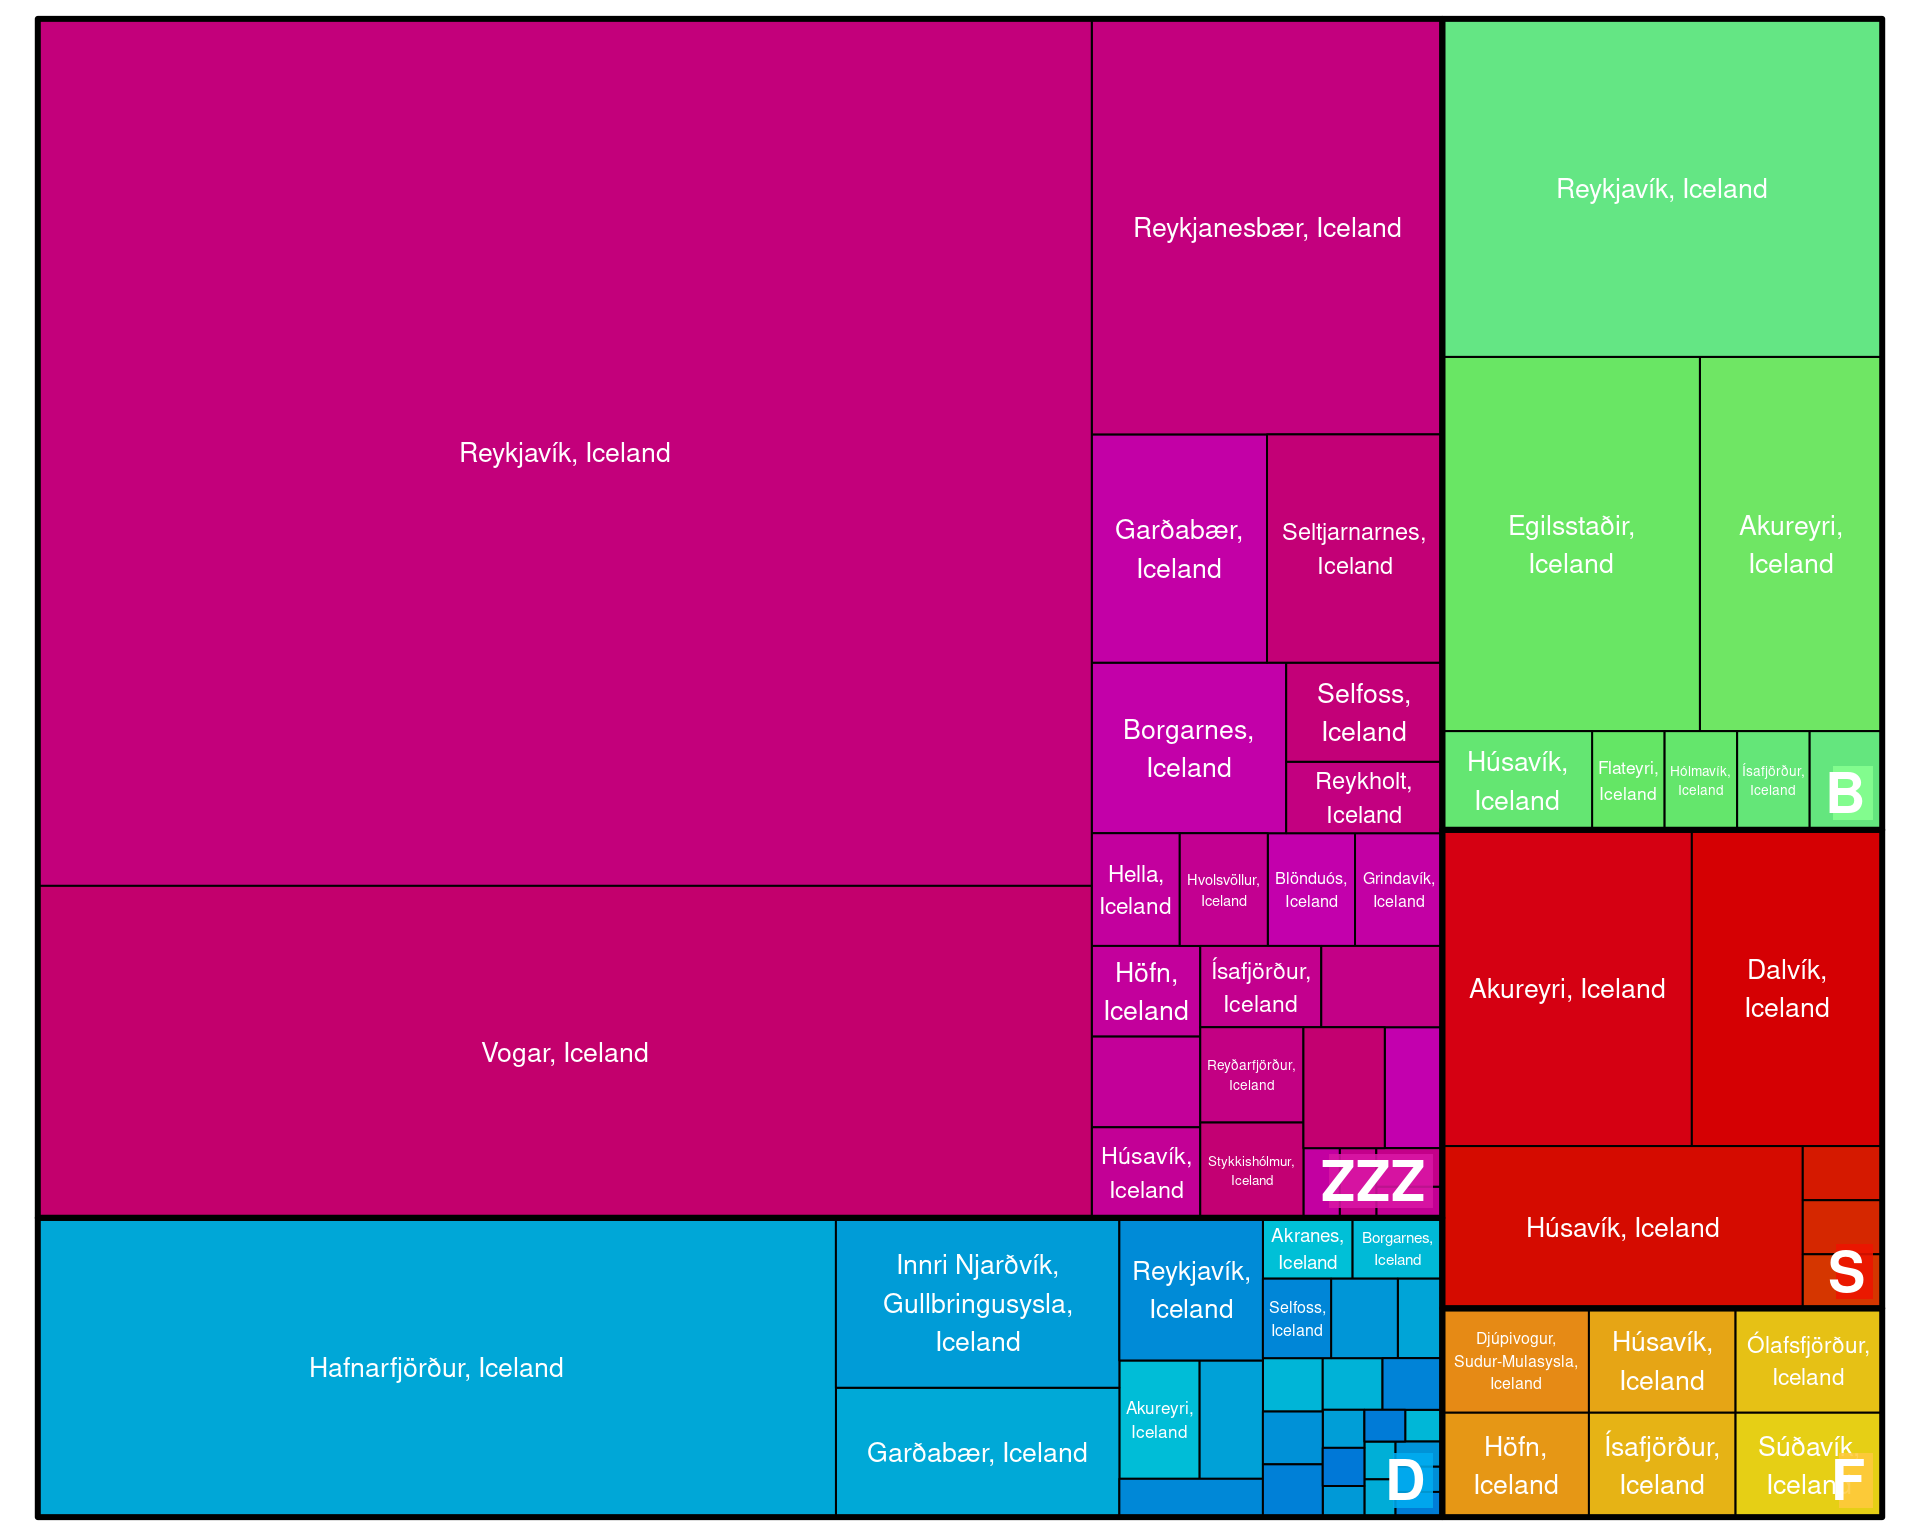 Reykjavík, Iceland
Vogar, Iceland
Reykjanesbær, Iceland
Garðabær,
Iceland
Seltjarnarnes,
Iceland
Borgarnes,
Iceland
Selfoss,
Iceland
Reykholt,
Iceland
Hella,
Iceland
Hvolsvöllur,
Iceland
Blönduós,
Iceland
Grindavík,
Iceland
Höfn,
Iceland
Ísafjörður,
Iceland
Reyðarfjörður,
Iceland
Húsavík,
Iceland
Stykkishólmur,
Iceland
ZZZ
Reykjavík, Iceland
Egilsstaðir,
Iceland
Akureyri,
Iceland
Húsavík,
Iceland
Flateyri,
Iceland
Hólmavík,
Iceland
Ísafjörður,
Iceland
B
Akureyri, Iceland
Dalvík,
Iceland
Húsavík, Iceland
S
Hafnarfjörður, Iceland
Innri Njarðvík,
Gullbringusysla,
Iceland
Garðabær, Iceland
Reykjavík,
Iceland
Akureyri,
Iceland
Akranes,
Iceland
Borgarnes,
Iceland
Selfoss,
Iceland
D
Djúpivogur,
Sudur-Mulasysla,
Iceland
Húsavík,
Iceland
Ólafsfjörður,
Iceland
Höfn,
Iceland
Ísafjörður,
Iceland
Súðavík,
Iceland
F